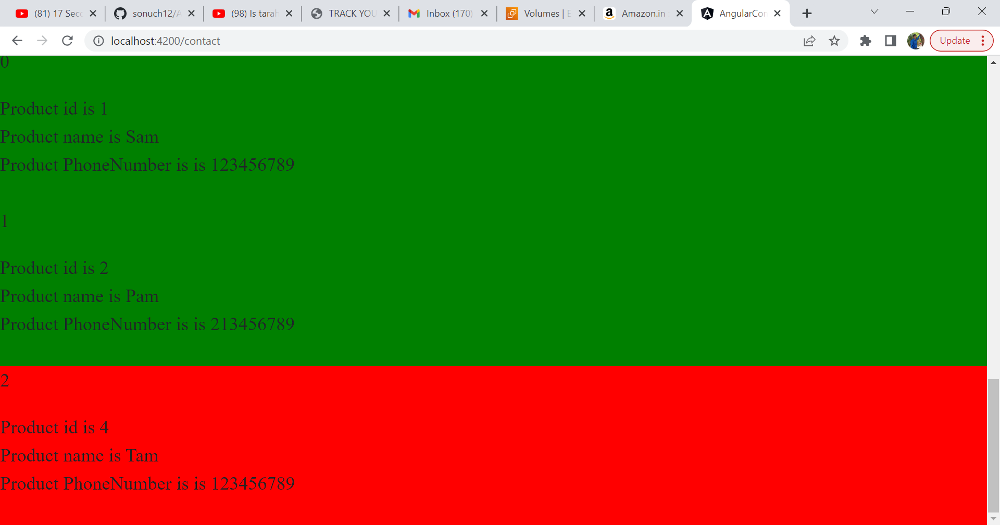 (81) 17 Sec
sonuch12/A
(98) Is tarah
TRACK YOU
Inbox (170)
Volumes | E
Amazon.in :
AngularCon
localhost:4200/contact
Update
0
Product id is 1
Product name is Sam
Product PhoneNumber is is 123456789
1
Product id is 2
Product name is Pam
Product PhoneNumber is is 213456789
2
Product id is 4
Product name is Tam
Product PhoneNumber is is 123456789